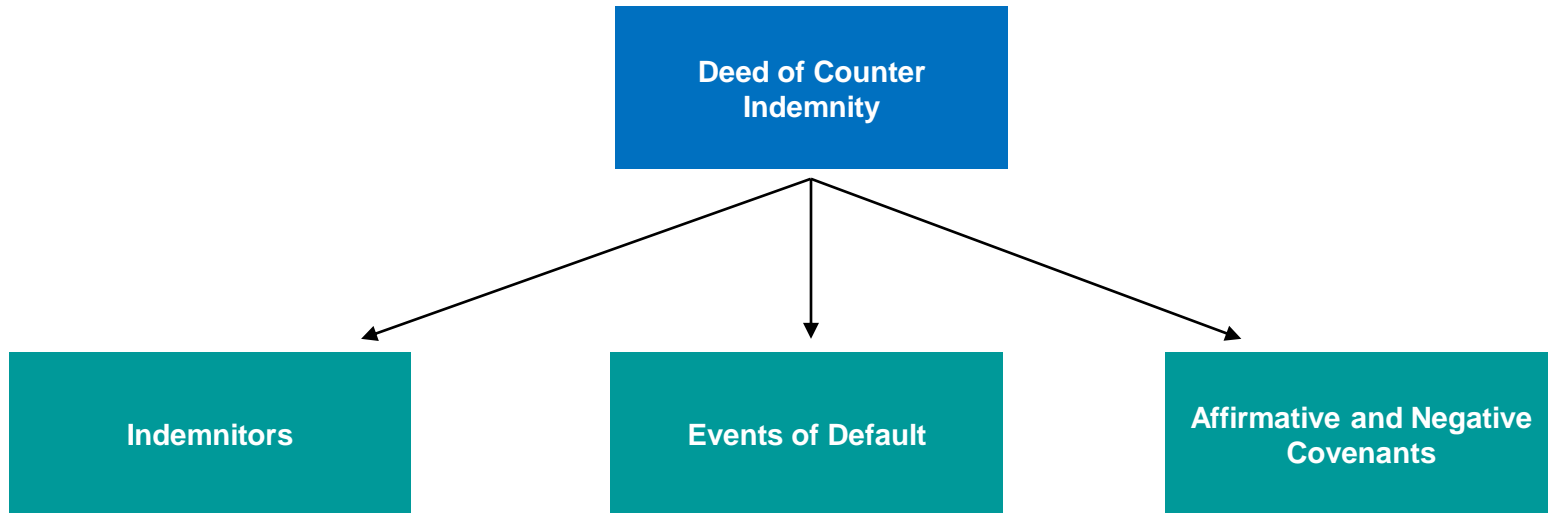 Deed of Counter
Indemnity
Indemnitors
Events of Default
Affirmative and Negative
Covenants